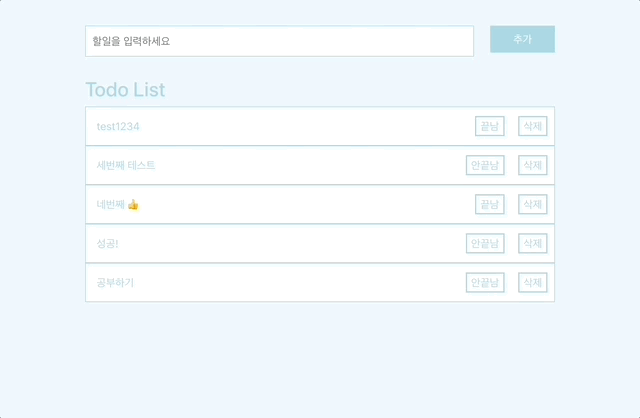 할일을 입력하세요 추가
Todo List
test1234 끝남 삭제
세번째 테스트 안끝남 삭제
네번째 👍 끝남 삭제
성공! 안끝남 삭제
공부하기 안끝남 삭제